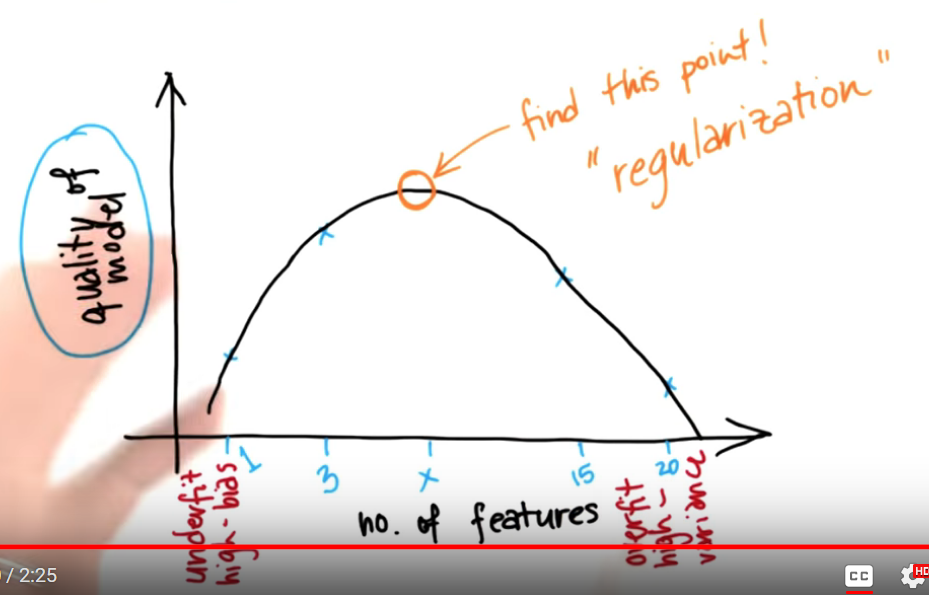 find this point!
"regularization"
quality of
model
1
3
x
15
20
no. of features
underfit
high-bias
overfit
high-
variance
/ 2:25
CC
HD